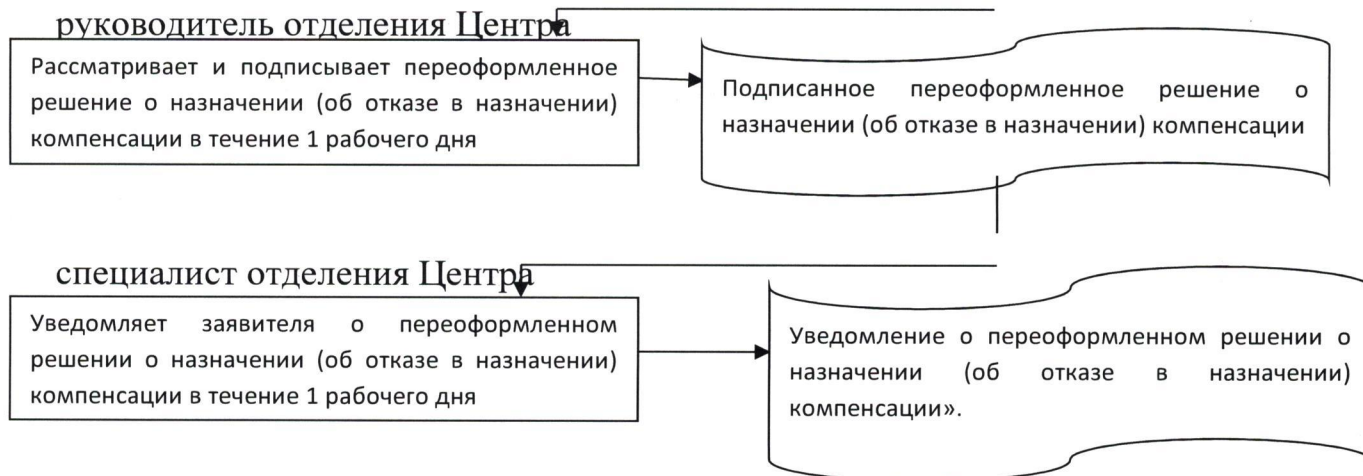 руководитель отделения Центра
Рассматривает и подписывает переоформленное
решение о назначении (об отказе в назначении)
компенсации в течение 1 рабочего дня
Подписанное переоформленное решение о
назначении (об отказе в назначении) компенсации
специалист отделения Центра
Уведомляет заявителя о переоформленном
решении о назначении (об отказе в назначении)
компенсации в течение 1 рабочего дня
Уведомление о переоформленном решении о
назначении (об отказе в назначении)
компенсации».